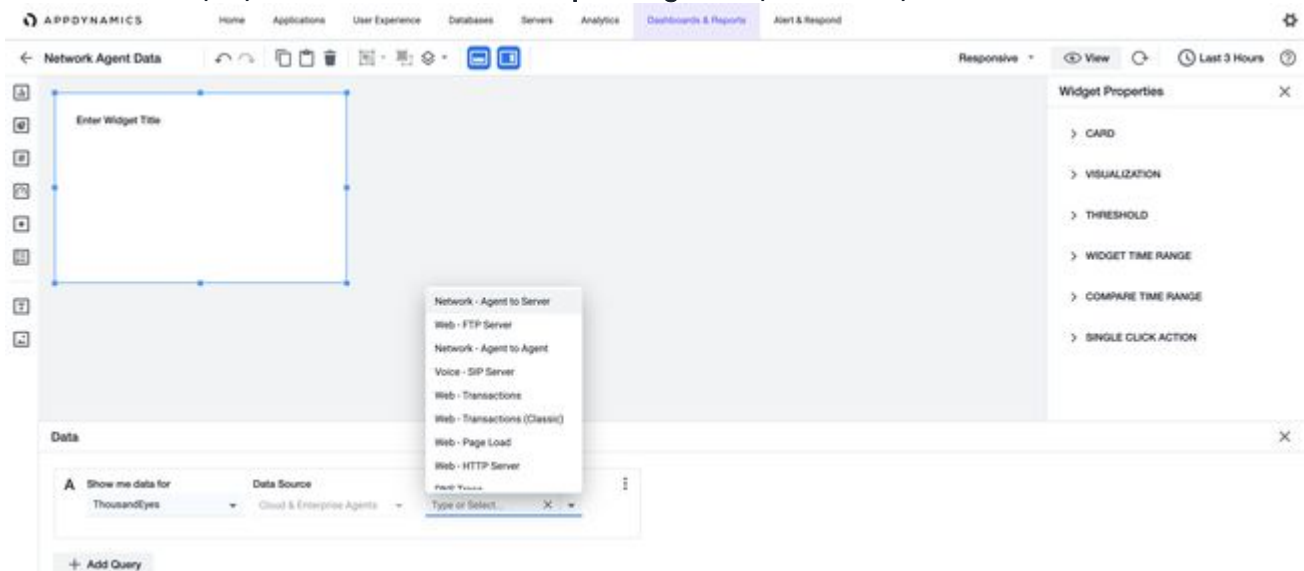 APPDYNAMICS Home Applications User Experience Databases Servers Analytics Dashboards & Reports Alert & Respond
Network Agent Data Responsive View Last 3 Hours
Widget Properties
Enter Widget Title
CARD
VISUALIZATION
THRESHOLD
WIDGET TIME RANGE
COMPARE TIME RANGE
SINGLE CLICK ACTION
Network - Agent to Server
Web - FTP Server
Network - Agent to Agent
Voice - SIP Server
Web - Transactions
Web - Transactions (Classic)
Web - Page Load
Web - HTTP Server
Data
A Show me data for Data Source
ThousandEyes Cloud & Enterprise Agents Type or Select...
+ Add Query